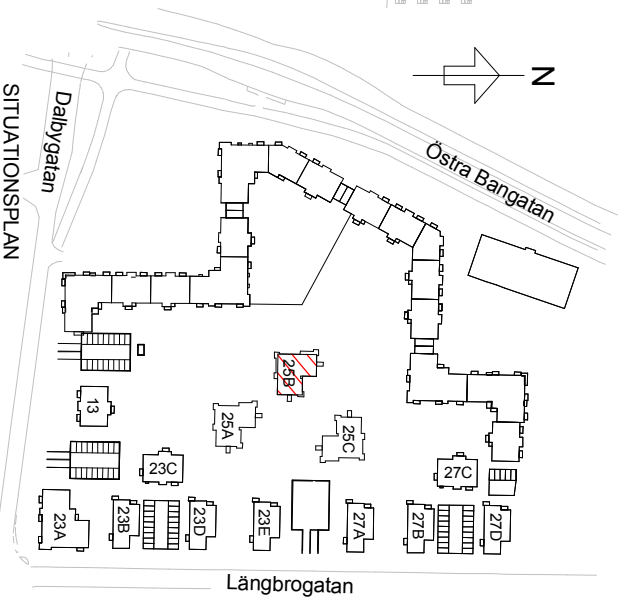 N
Östra Bangatan
Dalbygatan
SITUATIONSPLAN
25B
13
25A
25C
23C
27C
23A
23B
23D
23E
27A
27B
27D
Längbrogatan